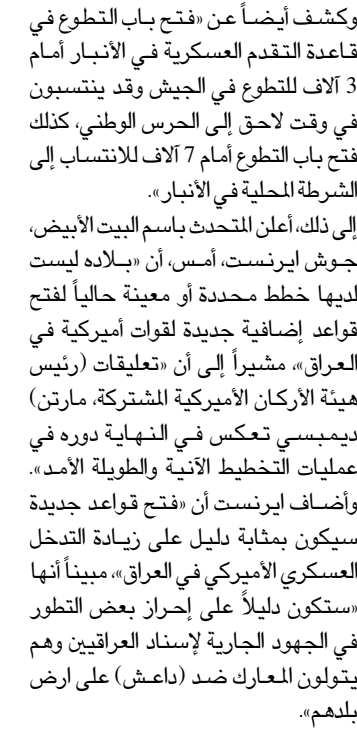 وكشف أيضاً عن «فتح باب التطوع في
قاعدة التقدم العسكرية في الأنبار أمام
3 آلاف للتطوع في الجيش وقد ينتسبون
في وقت لاحق إلى الحرس الوطني، كذلك
فتح باب التطوع أمام 7 آلاف للانتساب إلى
الشرطة المحلية في الأنبار».
إلى ذلك، أعلن المتحدث باسم البيت الأبيض،
جوش ايرنست، أمس، أن «بلاده ليست
لديها خطط محددة أو معينة حالياً لفتح
قواعد إضافية جديدة لقوات أميركية في
العراق»، مشيراً إلى أن «تعليقات (رئيس
هيئة الأركان الأميركية المشتركة، مارتن)
ديمبسي تعكس في النهاية دوره في
عمليات التخطيط الآنية والطويلة الأمد».
وأضاف ايرنست أن «فتح قواعد جديدة
سيكون بمثابة دليل على زيادة التدخل
العسكري الأميركي في العراق»، مبيناً أنها
«ستكون دليلاً على إحراز بعض التطور
في الجهود الجارية لإسناد العراقيين وهم
يتولون المعارك ضد (داعش) على ارض
بلدهم».